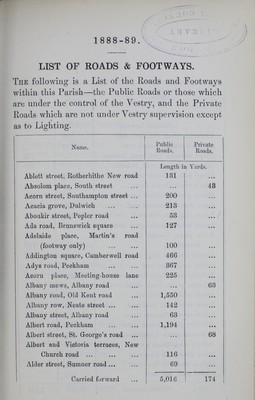 1888-89.
LIST OF ROADS & FOOTWAYS.
THE following is a List of the Roads and Footways
within this Parish—the Public Roads or those which
are under the control of the Vestry, and the Private
Roads which are not under Vestry supervision except
as to Lighting.
Name. Public Roads. Private Roads.
Length in Yards.
Ablett street, Rotherhithe New road 131 ...
Absolom place, South street ... 43
Acorn street, Southampton street ... 200 ...
Acacia grove, Dulwich ... ... 213 ...
Aboukir street, Pepler road ... 53 ...
Ada road, Brunswick square ... 127 ...
Adelaide place, Martin's road
(footway only) ... ... 100 ...
Addington square, Camberwell road 466 ...
Adys road, Peckham ... ... 367 ...
Azorn place, Meeting-house lane 225 ...
Albany mews, Albany road ... ... 63
Albany road, Old Kent road ... 1,550 ...
Albany row, Neate street ... ... 142 ...
Albany street, Albany road ... 63 ...
Albert road, Peckham ... ... 1,194 ...
Albert street, St. George's road ... ... 68
Albert and Victoria terraces, New
Church road ... ... ... 116 ...
Alder street, Sumner road ... ... 69 ...
Carried forward ... 5,016 174